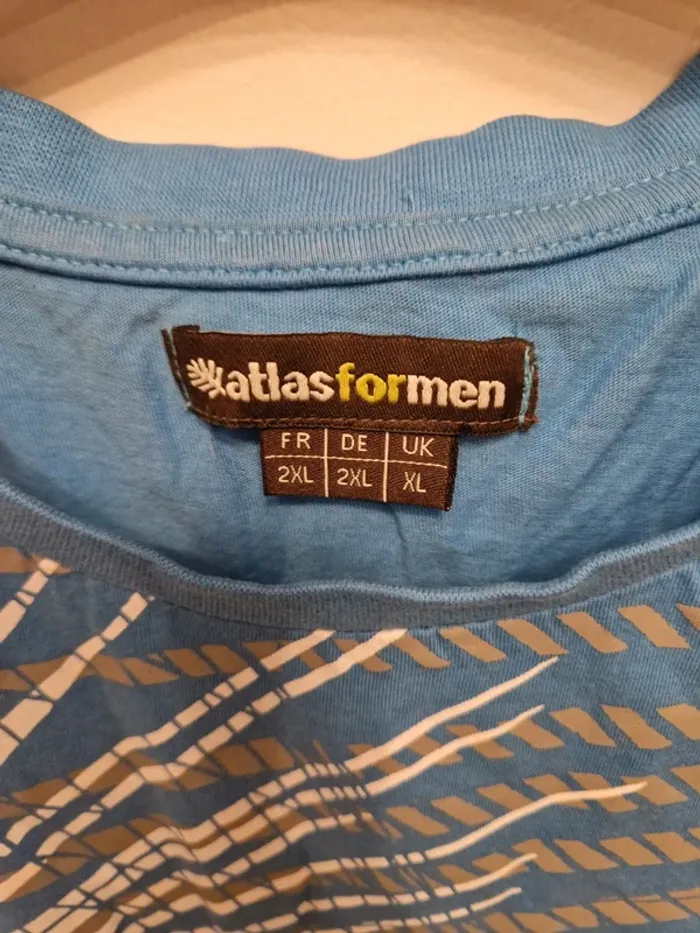 atlasformen
FR DE UK
2XL 2XL XL